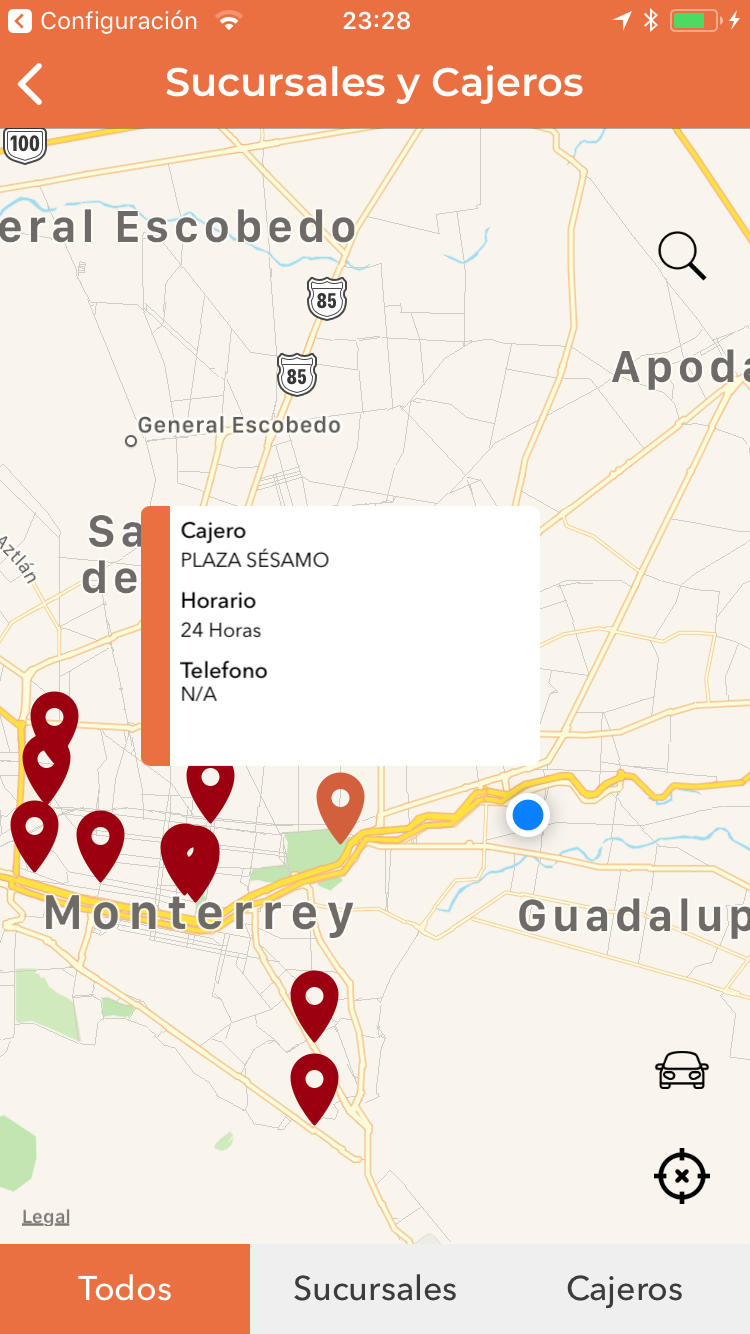 Configuración 23:28
Sucursales y Cajeros
100
eral Escobedo
85
Apoda
85
General Escobedo
Sa
de
Aztlán
Cajero
PLAZA SÉSAMO
Horario
24 Horas
Telefono
N/A
Monterrey
Guadalup
Legal
Todos Sucursales Cajeros